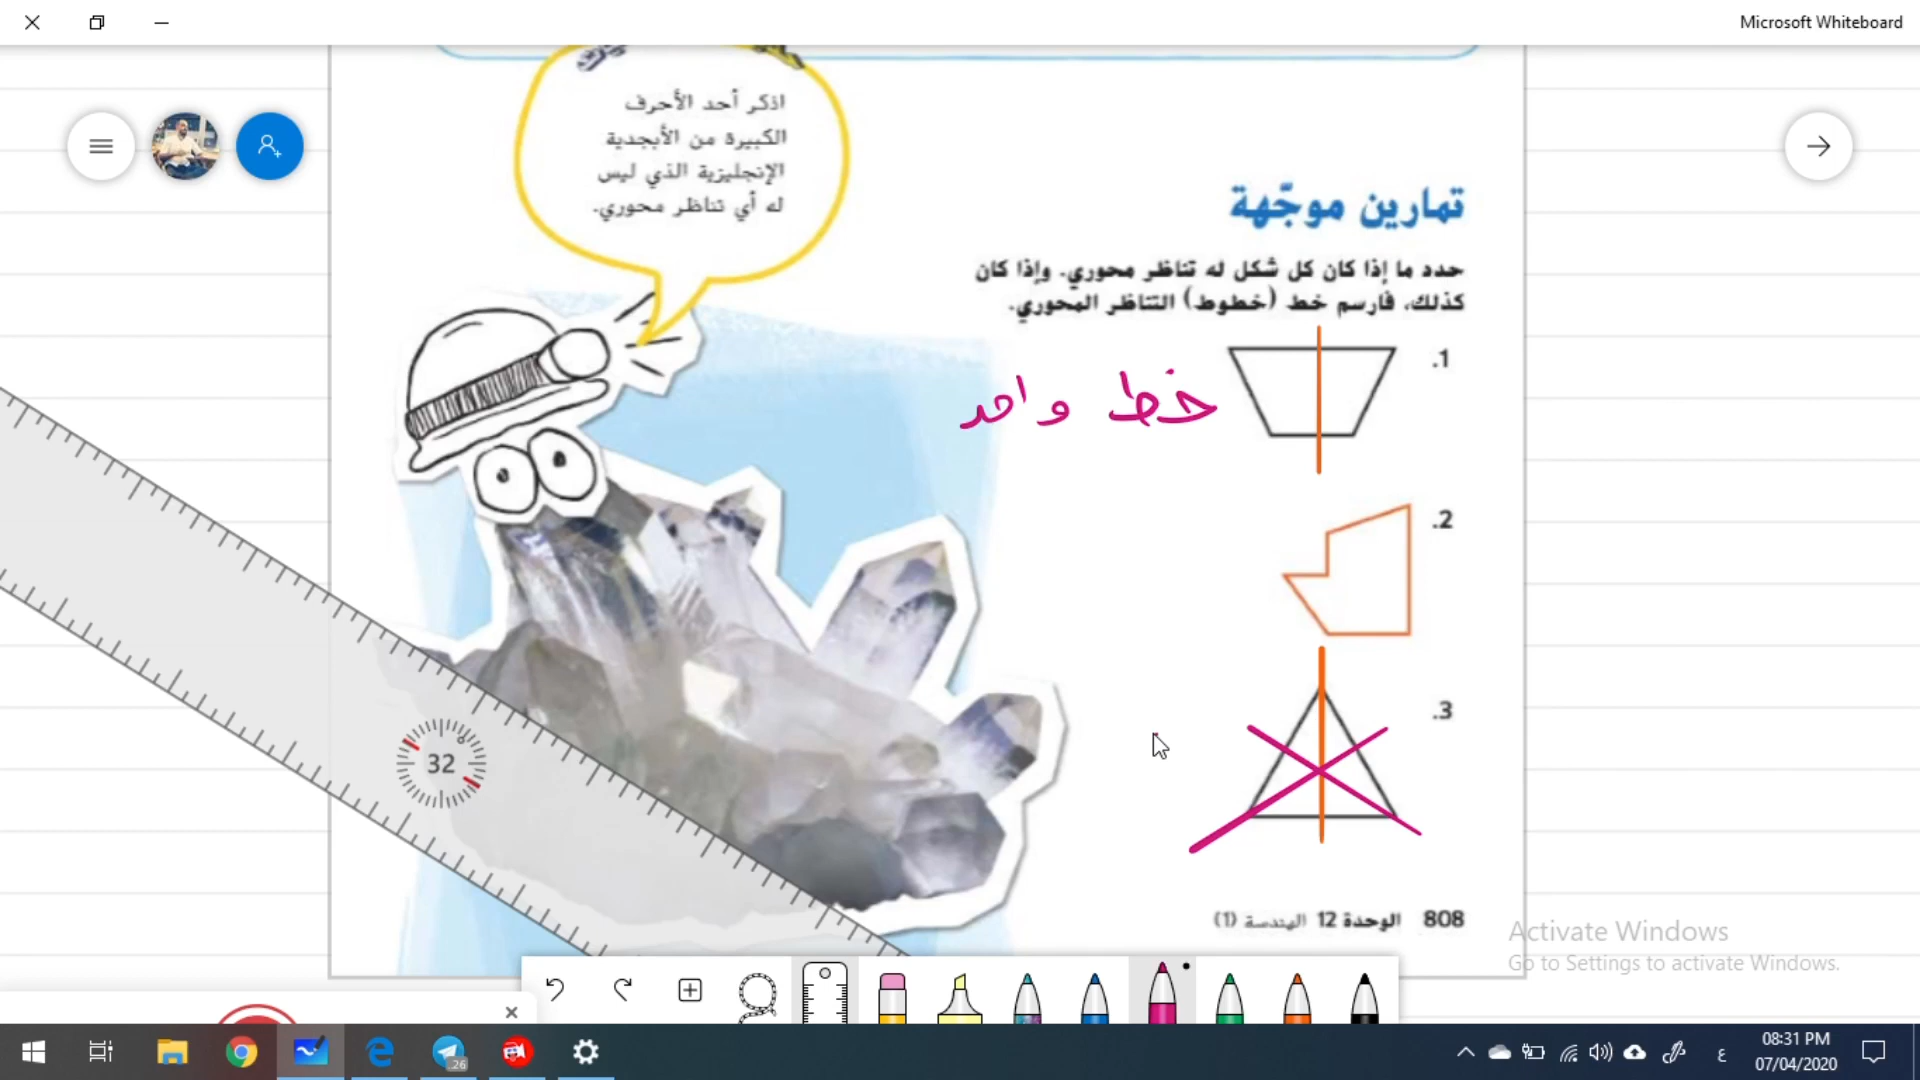 Microsoft Whiteboard
اذكر أحد الأحرف
الكبيرة من الأبجدية
الإنجليزية الذي ليس
له أي تناظر محوري.
تمارين موجّهة
حدد ما إذا كان كل شكل له تناظر محوري. وإذا كان
كذلك، فارسم خط (خطوط) التناظر المحوري.
.1
خط واحد
.2
.3
32
808 الوحدة 12 الهندسة (1)
Activate Windows
Go to Settings to activate Windows.
26
ع
08:31 PM
07/04/2020